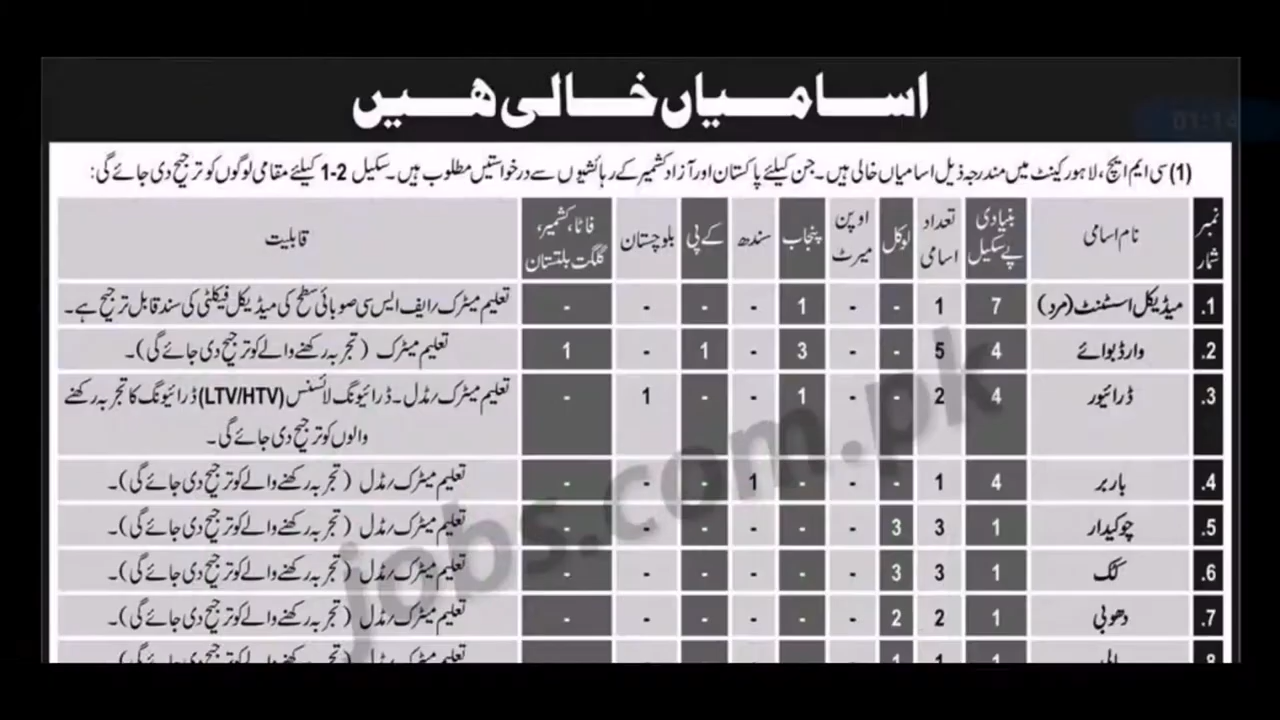 اسامیاں خالی ہیں
01:14
(1) سی ایم ایچ، لاہور کینٹ میں مندرجہ ذیل اسامیاں خالی ہیں۔ جن کیلئے پاکستان اور آزاد کشمیر کے رہائشیوں سے درخواستیں مطلوب ہیں۔ سکیل 2-1 کیلئے مقامی لوگوں کو ترجیح دی جائے گی:
نمبر شمار نام اسامی بنیادی پے سکیل تعداد اسامی لوکل اوپن میرٹ پنجاب سندھ کے پی بلوچستان فاٹا، کشمیر، گلگت بلتستان قابلیت
1. میڈیکل اسسٹنٹ (مرد) 7 1 - - 1 - - - - تعلیم میٹرک/ایف ایس سی صوبائی سطح کی میڈیکل فیکلٹی کی سند قابل ترجیح ہے۔
2. وارڈ بوائے 4 5 - - 3 - 1 - 1 تعلیم میٹرک (تجربہ رکھنے والے کو ترجیح دی جائے گی)۔
3. ڈرائیور 4 2 - - 1 - - 1 - تعلیم میٹرک/مڈل۔ ڈرائیونگ لائسنس (LTV/HTV) ڈرائیونگ کا تجربہ رکھنے
والوں کو ترجیح دی جائے گی۔
4. باربر 4 1 - - - 1 - - - تعلیم میٹرک/مڈل (تجربہ رکھنے والے کو ترجیح دی جائے گی)۔
5. چوکیدار 1 3 3 - - - - - - تعلیم میٹرک/مڈل (تجربہ رکھنے والے کو ترجیح دی جائے گی)۔
6. کک 1 3 3 - - - - - - تعلیم میٹرک/مڈل (تجربہ رکھنے والے کو ترجیح دی جائے گی)۔
7. دھوبی 1 2 2 - - - - - - تعلیم میٹرک/مڈل (تجربہ رکھنے والے کو ترجیح دی جائے گی)۔
jobs.com.pk